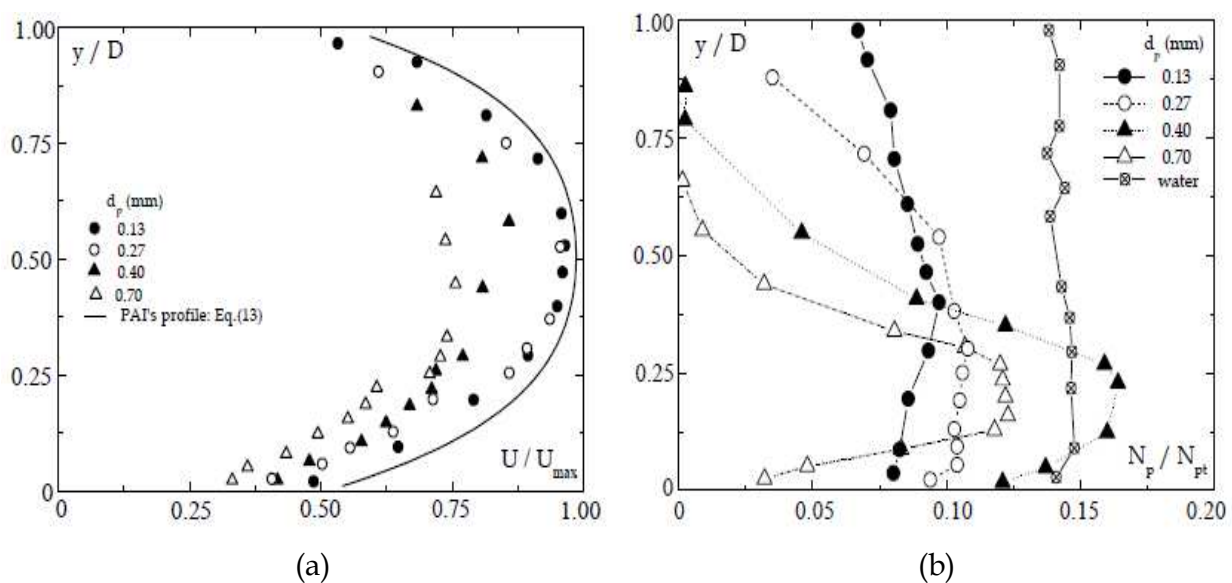 1.00
y / D
0.75
d_p (mm)
0.13
0.27
0.40
0.70
PAI's profile: Eq.(13)
0.50
0.25
U / U_max
0
0 0.25 0.50 0.75 1.00
(a)
1.00
y / D
d_p (mm)
0.13
0.27
0.40
0.70
water
0.75
0.50
0.25
N_p / N_pt
0
0 0.05 0.10 0.15 0.20
(b)